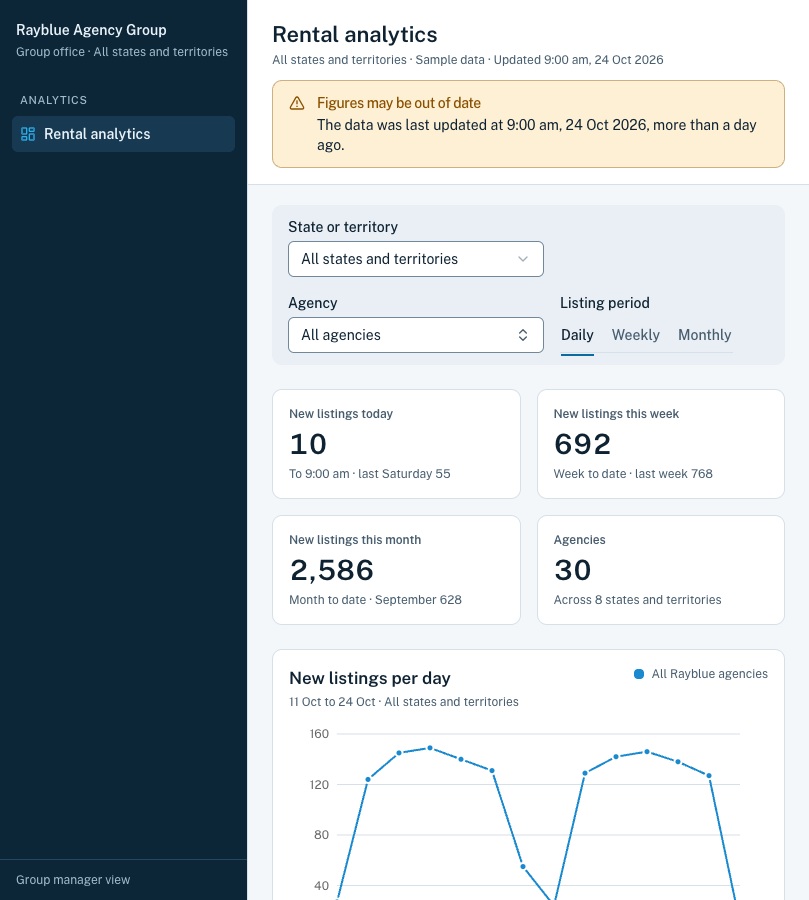 Rayblue Agency Group
Group office · All states and territories
ANALYTICS
Rental analytics
Group manager view
Rental analytics
All states and territories · Sample data · Updated 9:00 am, 24 Oct 2026
Figures may be out of date
The data was last updated at 9:00 am, 24 Oct 2026, more than a day
ago.
State or territory
All states and territories
Agency
All agencies
Listing period
Daily Weekly Monthly
New listings today
10
To 9:00 am · last Saturday 55
New listings this week
692
Week to date · last week 768
New listings this month
2,586
Month to date · September 628
Agencies
30
Across 8 states and territories
New listings per day
All Rayblue agencies
11 Oct to 24 Oct · All states and territories
160
120
80
40